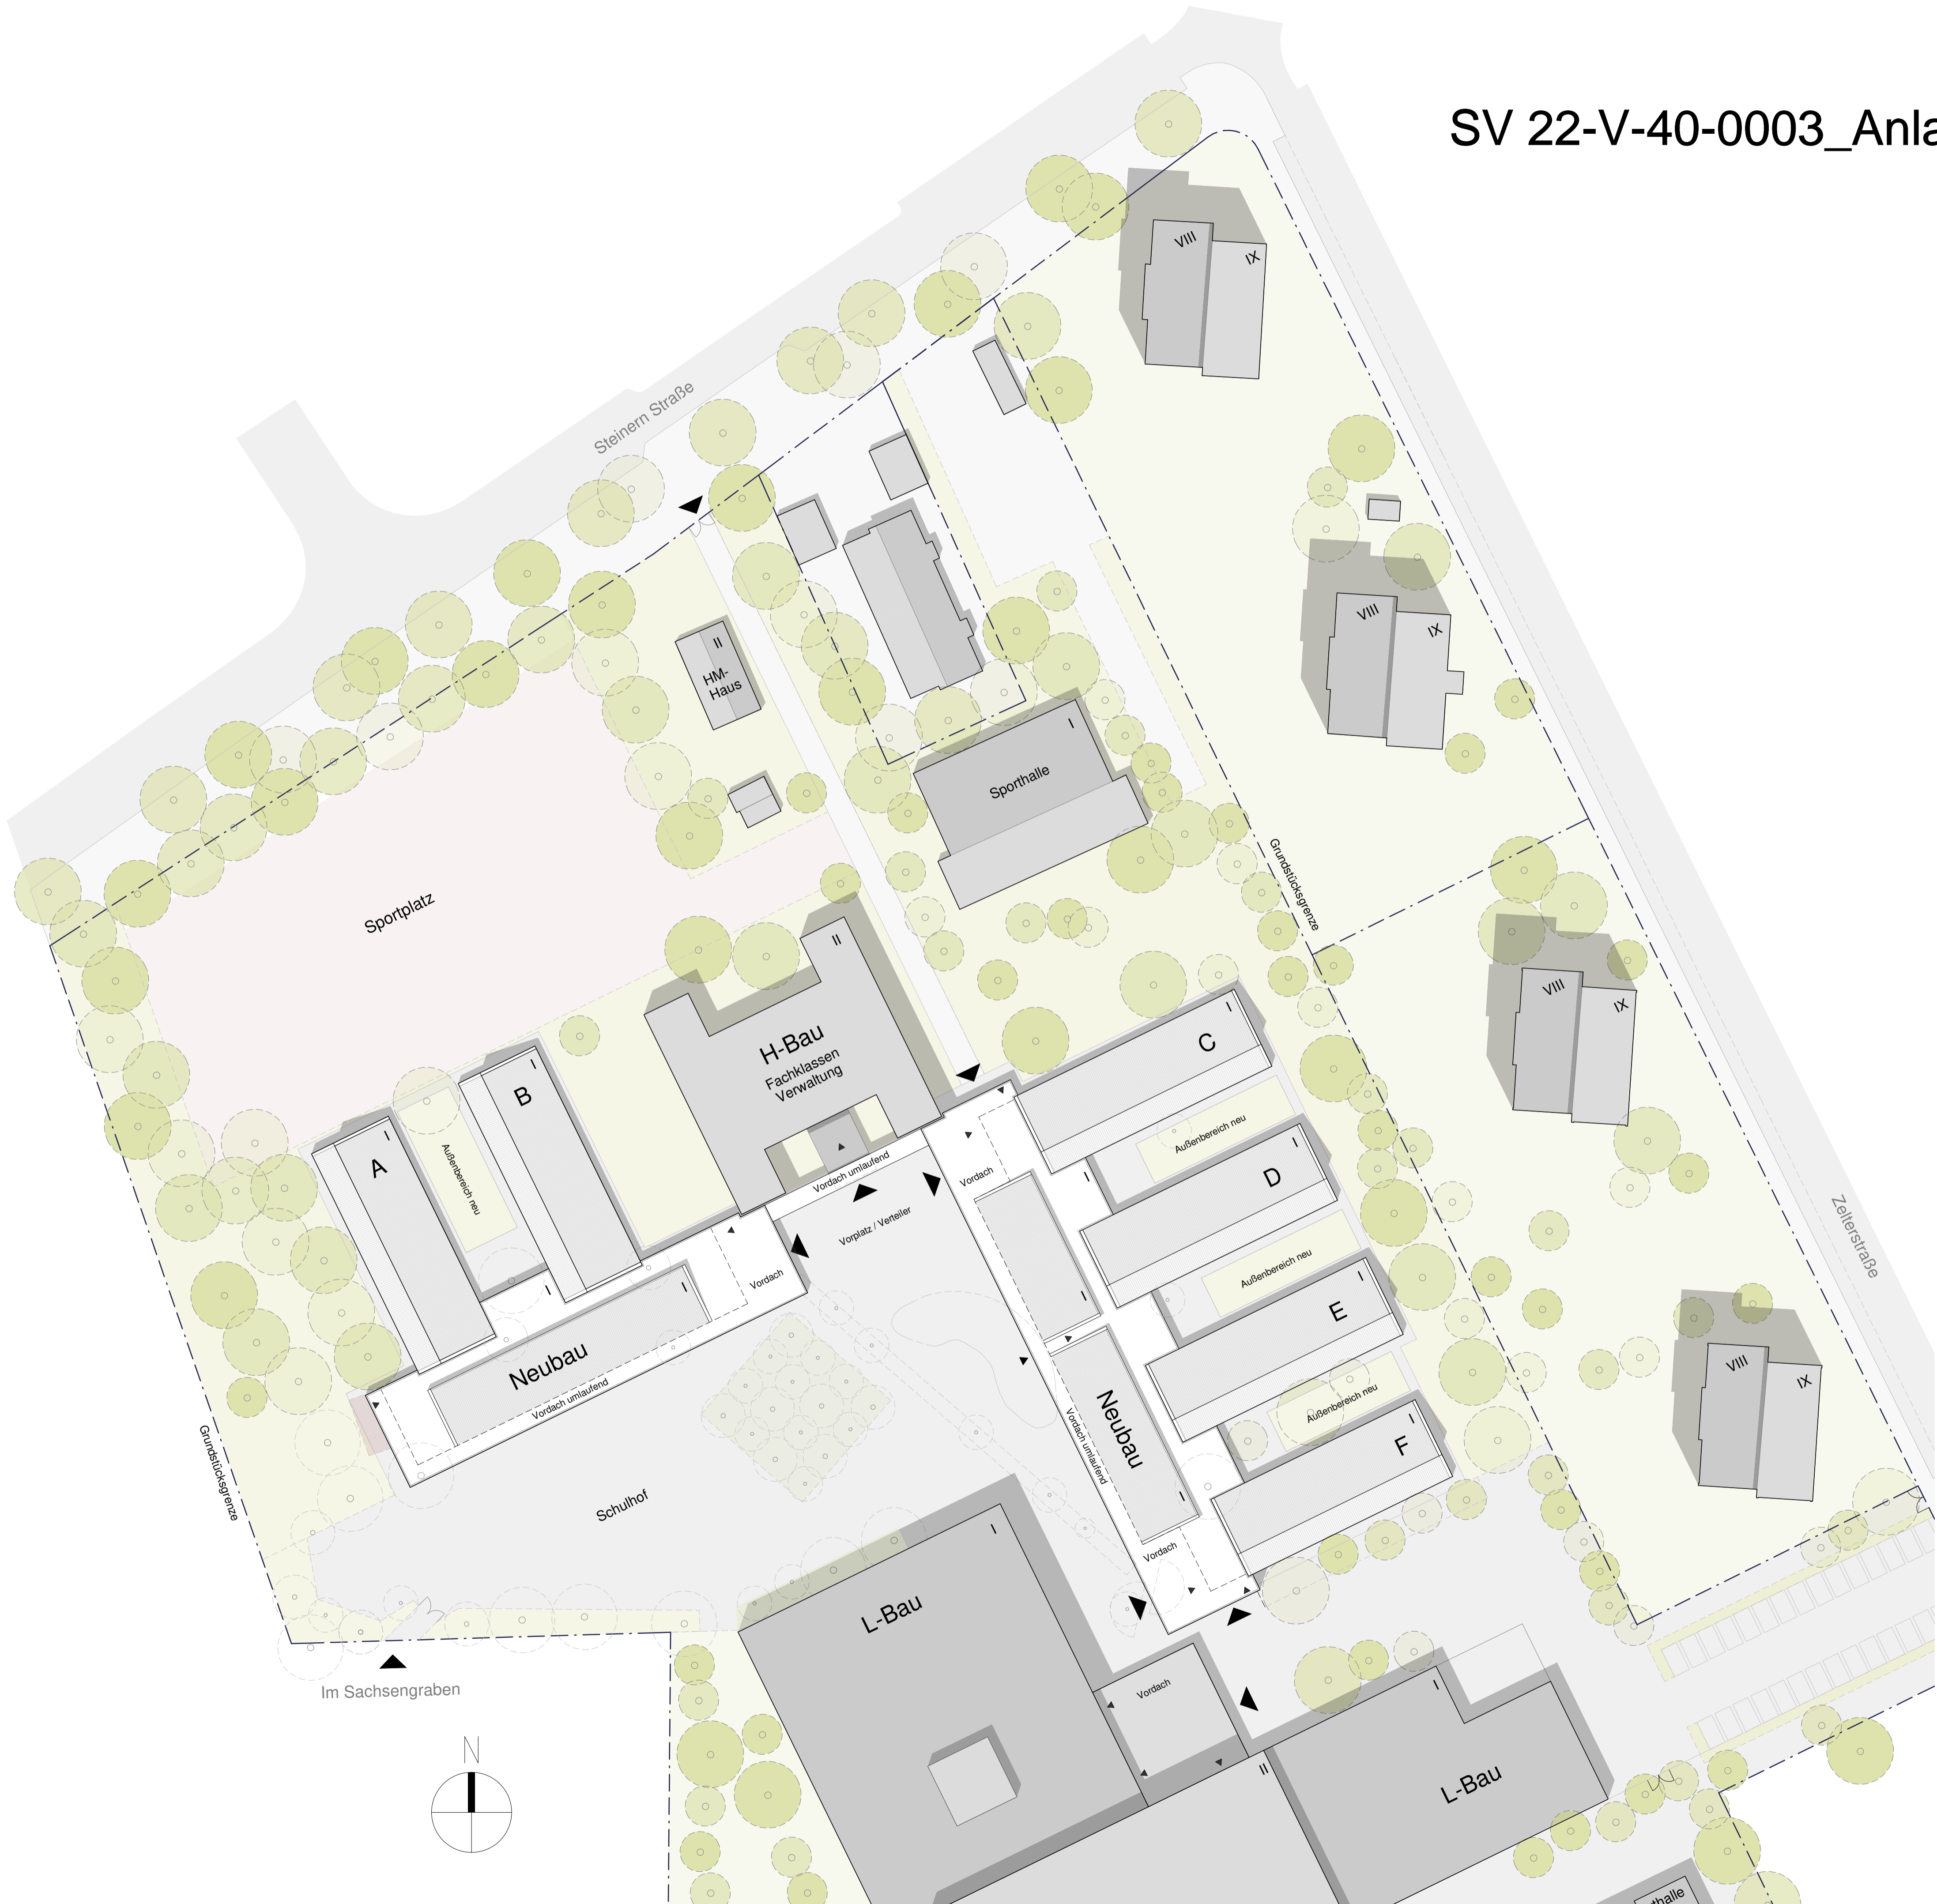 SV 22-V-40-0003_Anla
VIII
IX
Steinern Straße
VIII
IX
II
HM-
Haus
I
Sporthalle
Grundstücksgrenze
Sportplatz
II
H-Bau
Fachklassen
Verwaltung
VIII
IX
I
C
I
B
I
A
Außenbereich neu
Außenbereich neu
I
D
I
Vordach umlaufend
Vordach
Vorplatz / Verteiler
Zelterstraße
Außenbereich neu
I
E
I
I
Vordach
I
Neubau
Vordach umlaufend
VIII
IX
Neubau
Vordach umlaufend
I
Außenbereich neu
I
F
Grundstücksgrenze
Schulhof
I
L-Bau
Vordach
Im Sachsengraben
Vordach
I
II
L-Bau
N
thalle